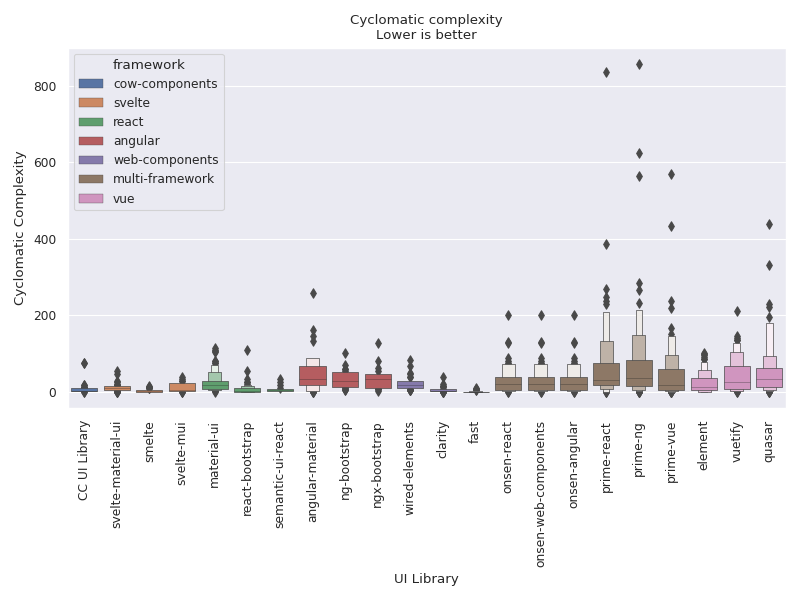 Cyclomatic complexity
Lower is better
framework
cow-components
svelte
react
angular
web-components
multi-framework
vue
Cyclomatic Complexity
800
600
400
200
0
CC UI Library
svelte-material-ui
smelte
svelte-mui
material-ui
react-bootstrap
semantic-ui-react
angular-material
ng-bootstrap
ngx-bootstrap
wired-elements
clarity
fast
onsen-react
onsen-web-components
onsen-angular
prime-react
prime-ng
prime-vue
element
vuetify
quasar
UI Library